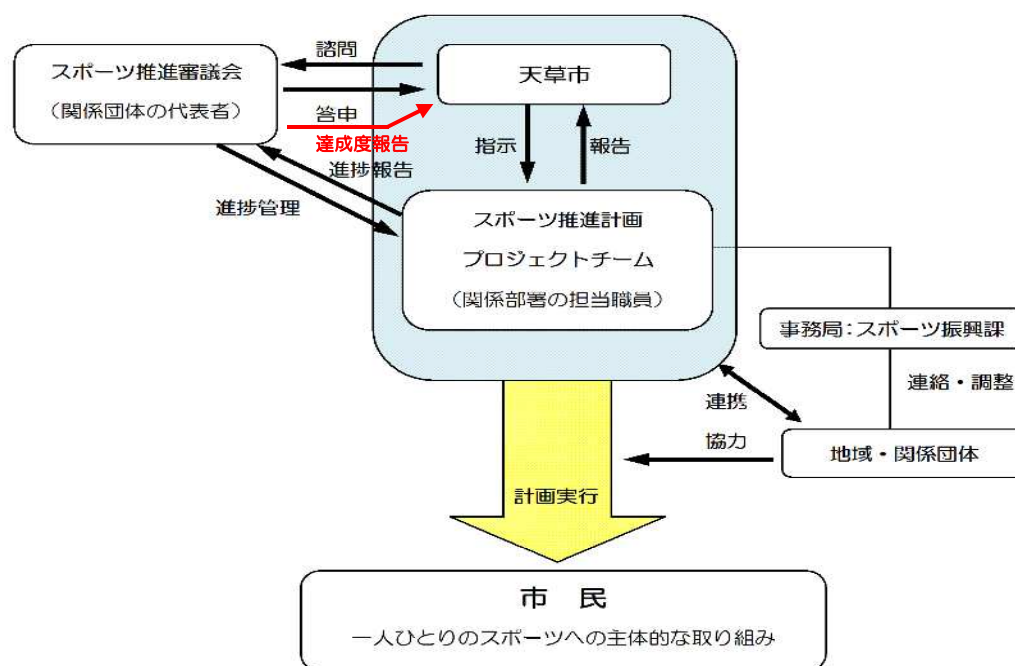 諮問
スポーツ推進審議会
（関係団体の代表者）
天草市
答申
達成度報告
指示
報告
進捗報告
進捗管理
スポーツ推進計画
プロジェクトチーム
（関係部署の担当職員）
事務局：スポーツ振興課
連絡・調整
連携
協力
地域・関係団体
計画実行
市　民
一人ひとりのスポーツへの主体的な取り組み